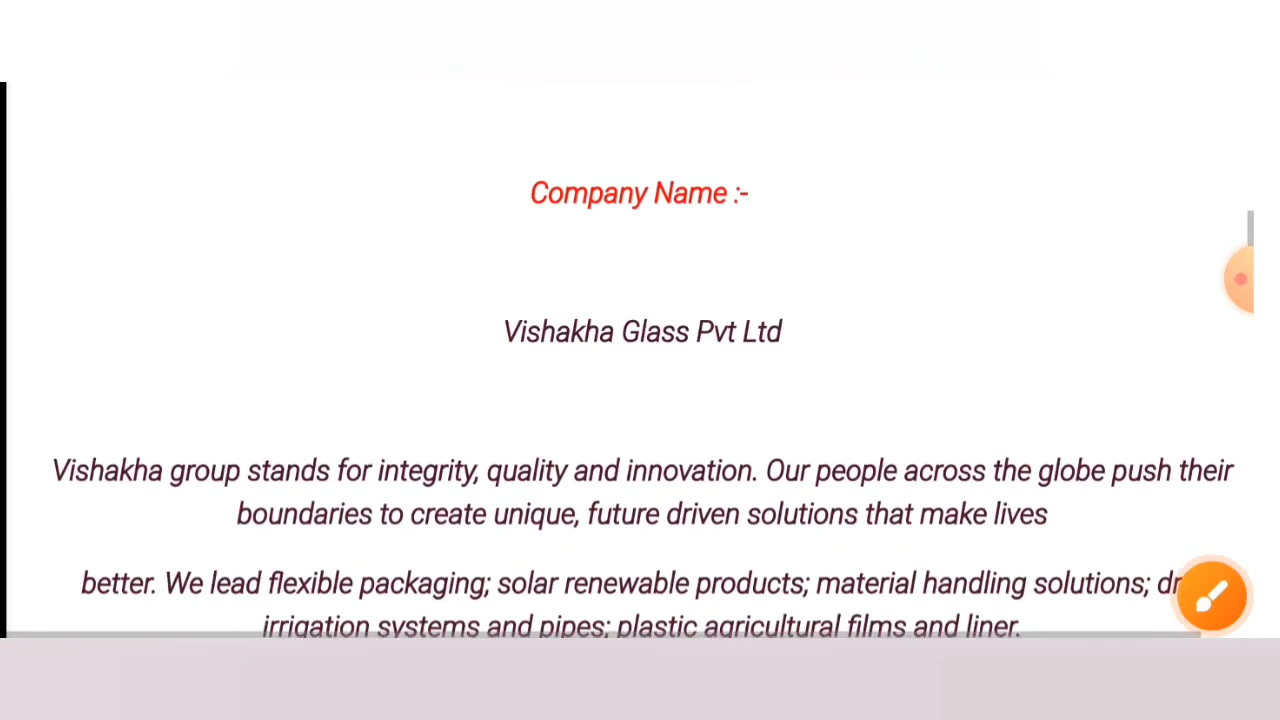 Company Name :-
Vishakha Glass Pvt Ltd
Vishakha group stands for integrity, quality and innovation. Our people across the globe push their
boundaries to create unique, future driven solutions that make lives
better. We lead flexible packaging; solar renewable products; material handling solutions;
irrigation systems and pipes; plastic agricultural films and liner.